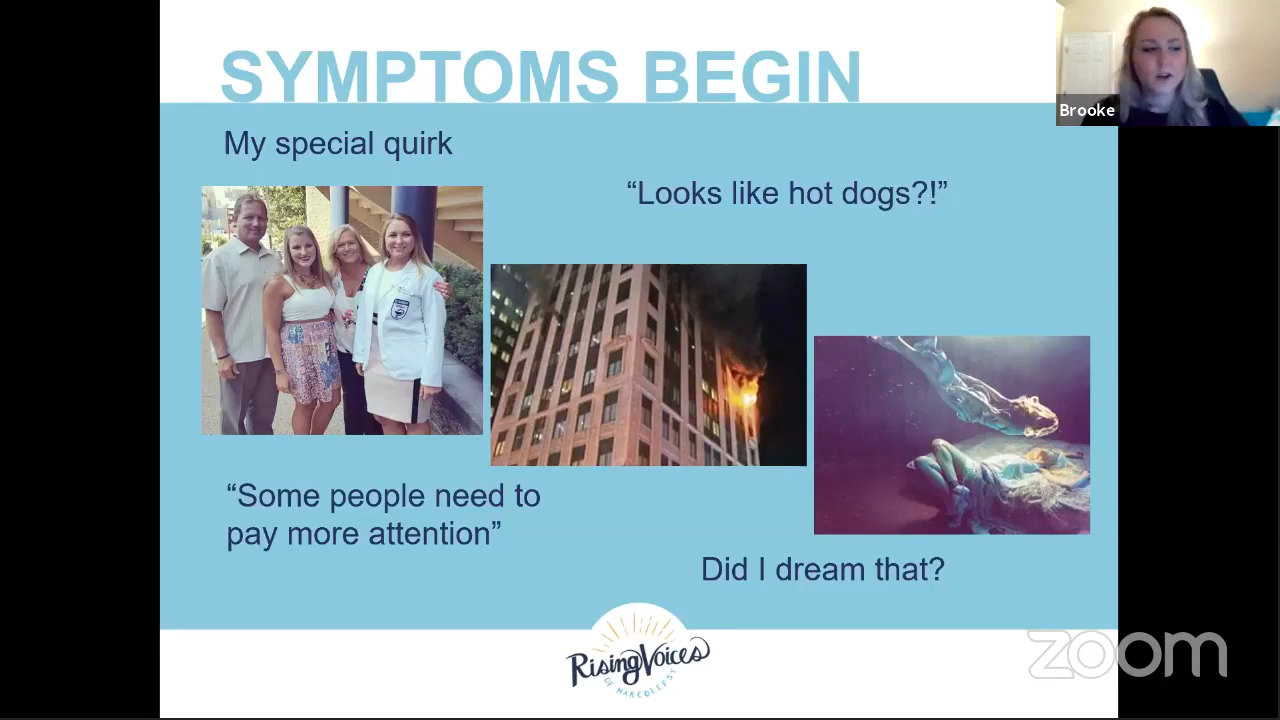 SYMPTOMS BEGIN
Brooke
My special quirk
“Looks like hot dogs?!”
“Some people need to
pay more attention”
Did I dream that?
Rising Voices
OF NARCOLEPSY
zoom